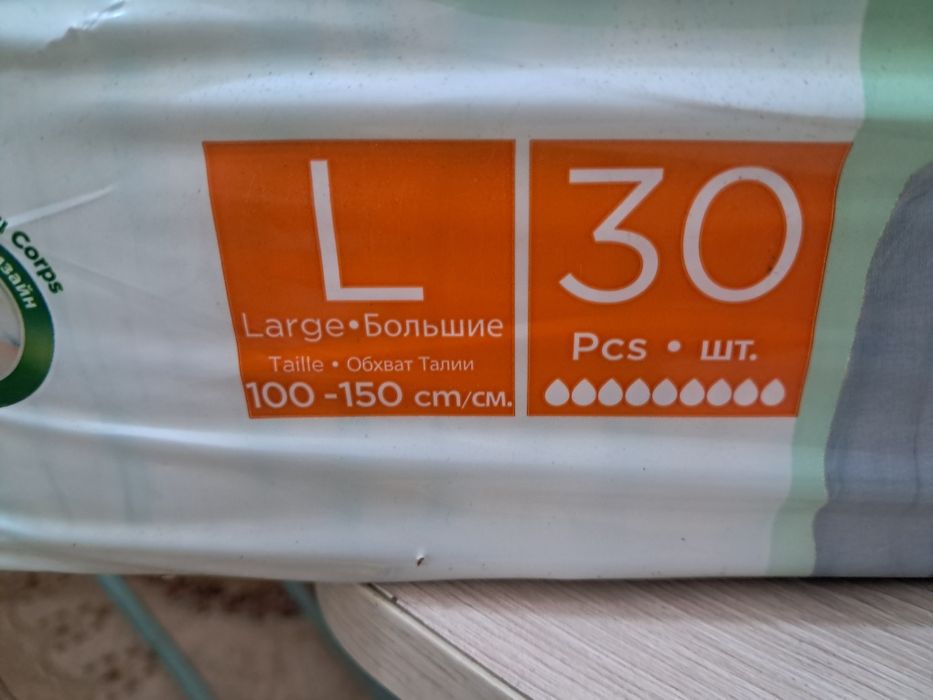 L
Large•Большие
Taille • Обхват Талии
100 -150 cm/см.
30
Pcs • шт.
Corps